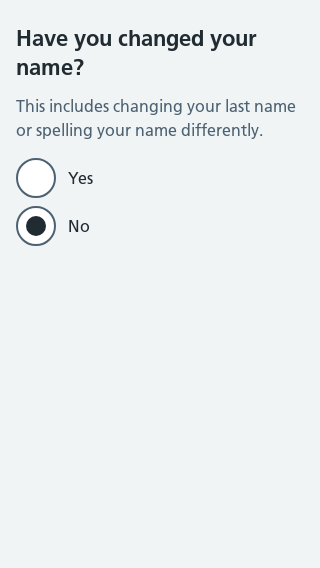 Have you changed your
name?
This includes changing your last name
or spelling your name differently.
Yes
No